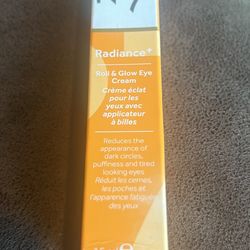 Radiance+
Roll & Glow Eye
Cream
Crème éclat
pour les
yeux avec
applicateur
à billes
Reduces the
appearance of
dark circles,
puffiness and tired
looking eyes
Réduit les cernes,
les poches et
l'apparence fatigué
des yeux